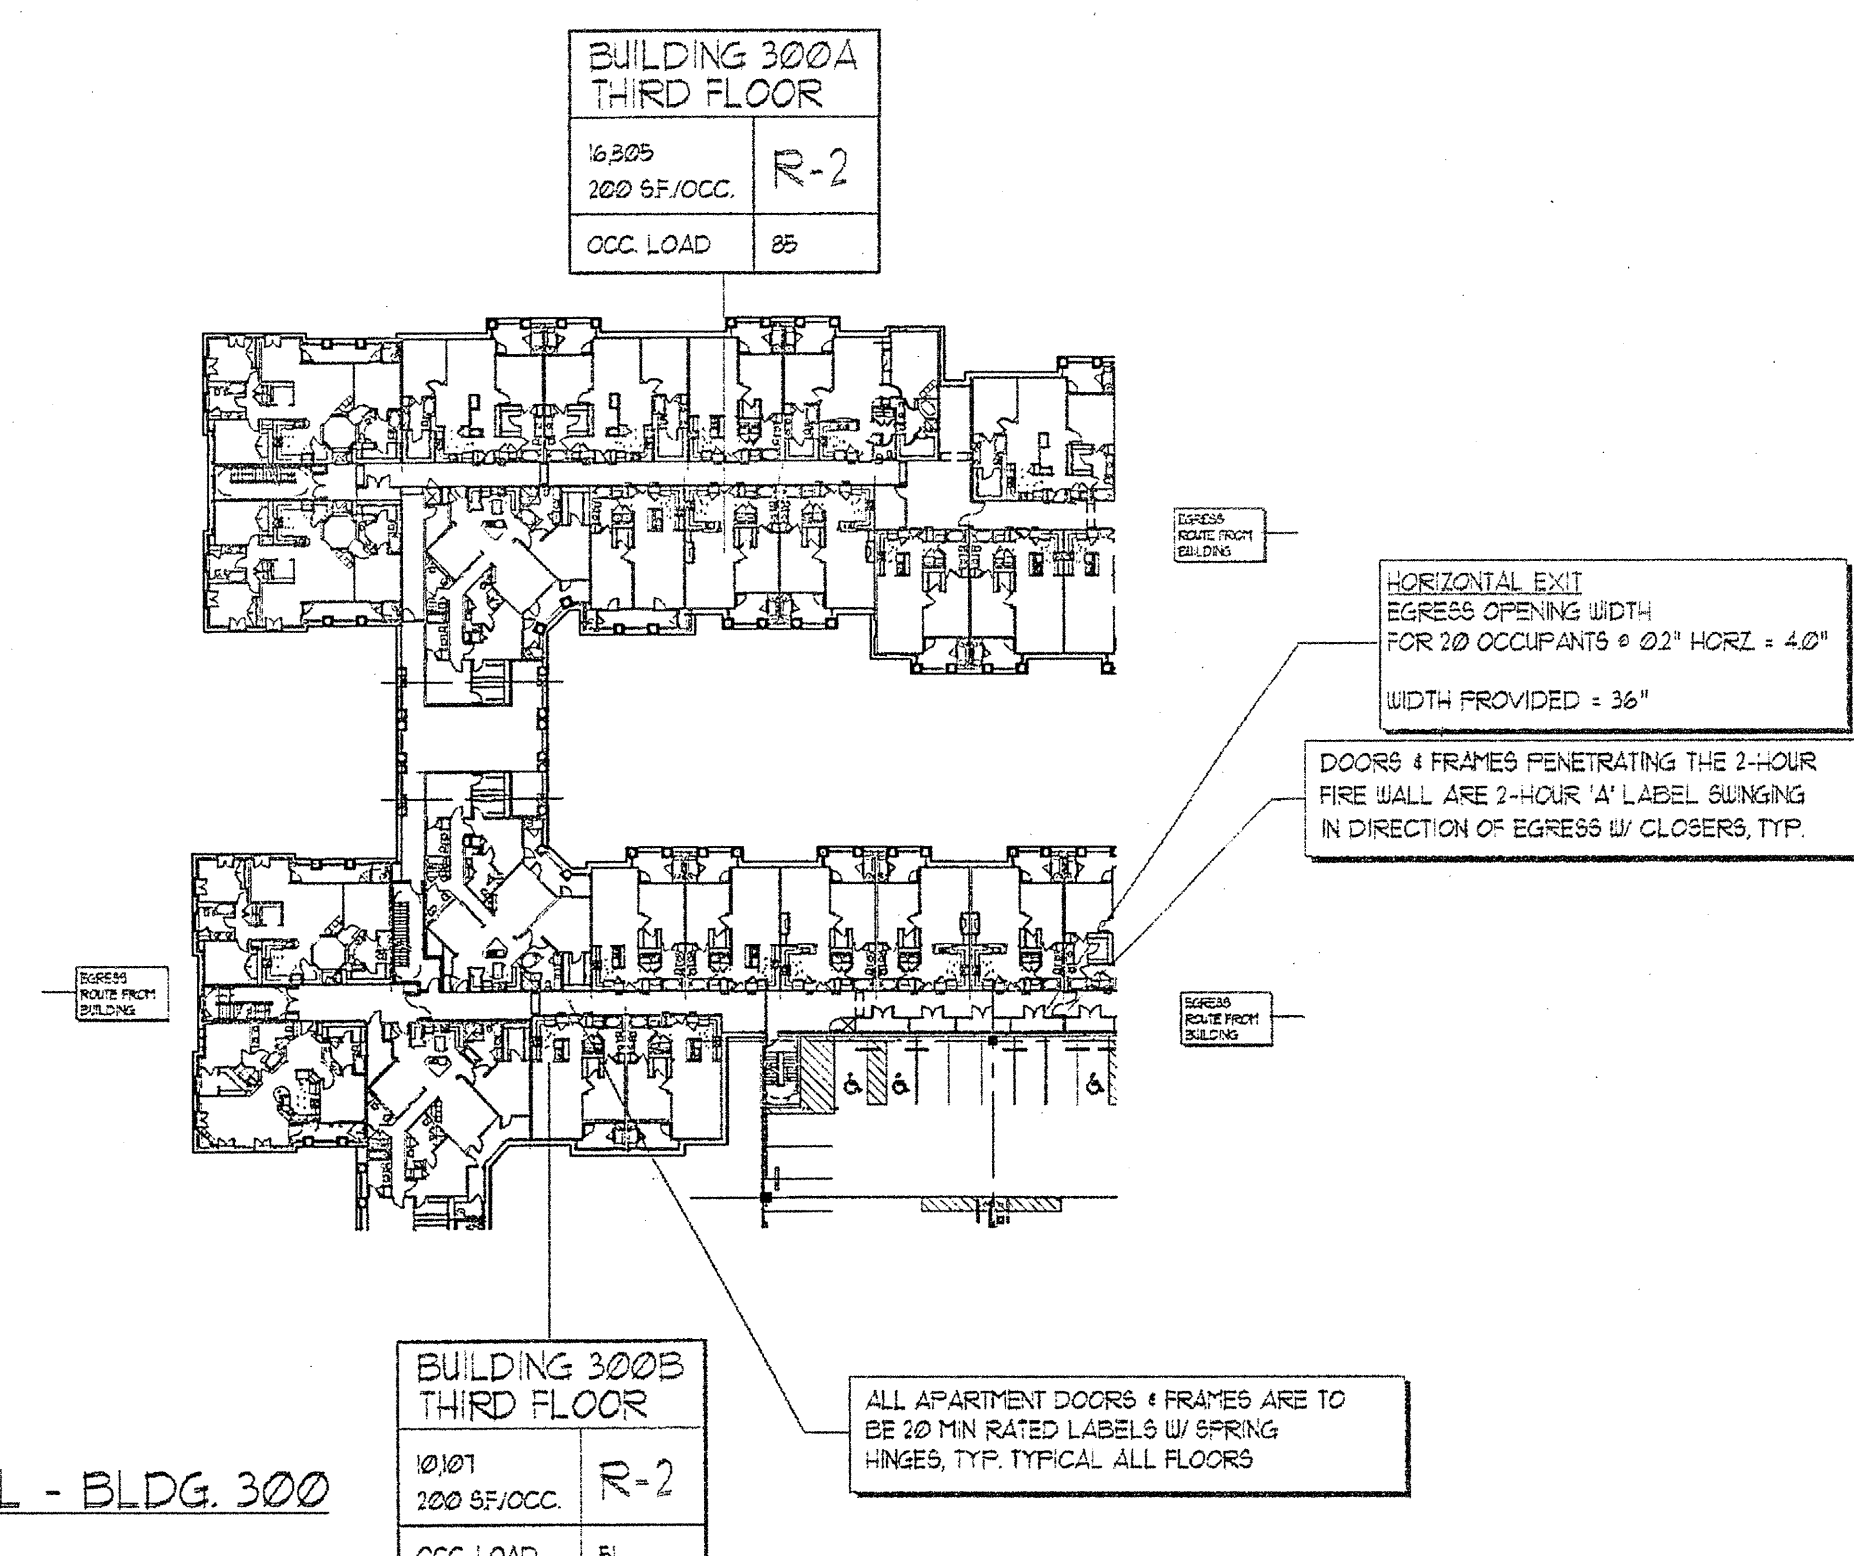 BUILDING 300A
THIRD FLOOR
16,305
200 S.F./OCC.
R-2
OCC. LOAD
85
EGRESS
ROUTE FROM
BUILDING
HORIZONTAL EXIT
EGRESS OPENING WIDTH
FOR 20 OCCUPANTS @ 0.2" HORZ. = 4.0"
WIDTH PROVIDED = 36"
DOORS & FRAMES PENETRATING THE 2-HOUR
FIRE WALL ARE 2-HOUR 'A' LABEL SWINGING
IN DIRECTION OF EGRESS W/ CLOSERS, TYP.
EGRESS
ROUTE FROM
BUILDING
EGRESS
ROUTE FROM
BUILDING
BUILDING 300B
THIRD FLOOR
10,107
200 S.F./OCC.
R-2
OCC. LOAD
51
ALL APARTMENT DOORS & FRAMES ARE TO
BE 20 MIN RATED LABELS W/ SPRING
HINGES, TYP. TYPICAL ALL FLOORS
L - BLDG. 300